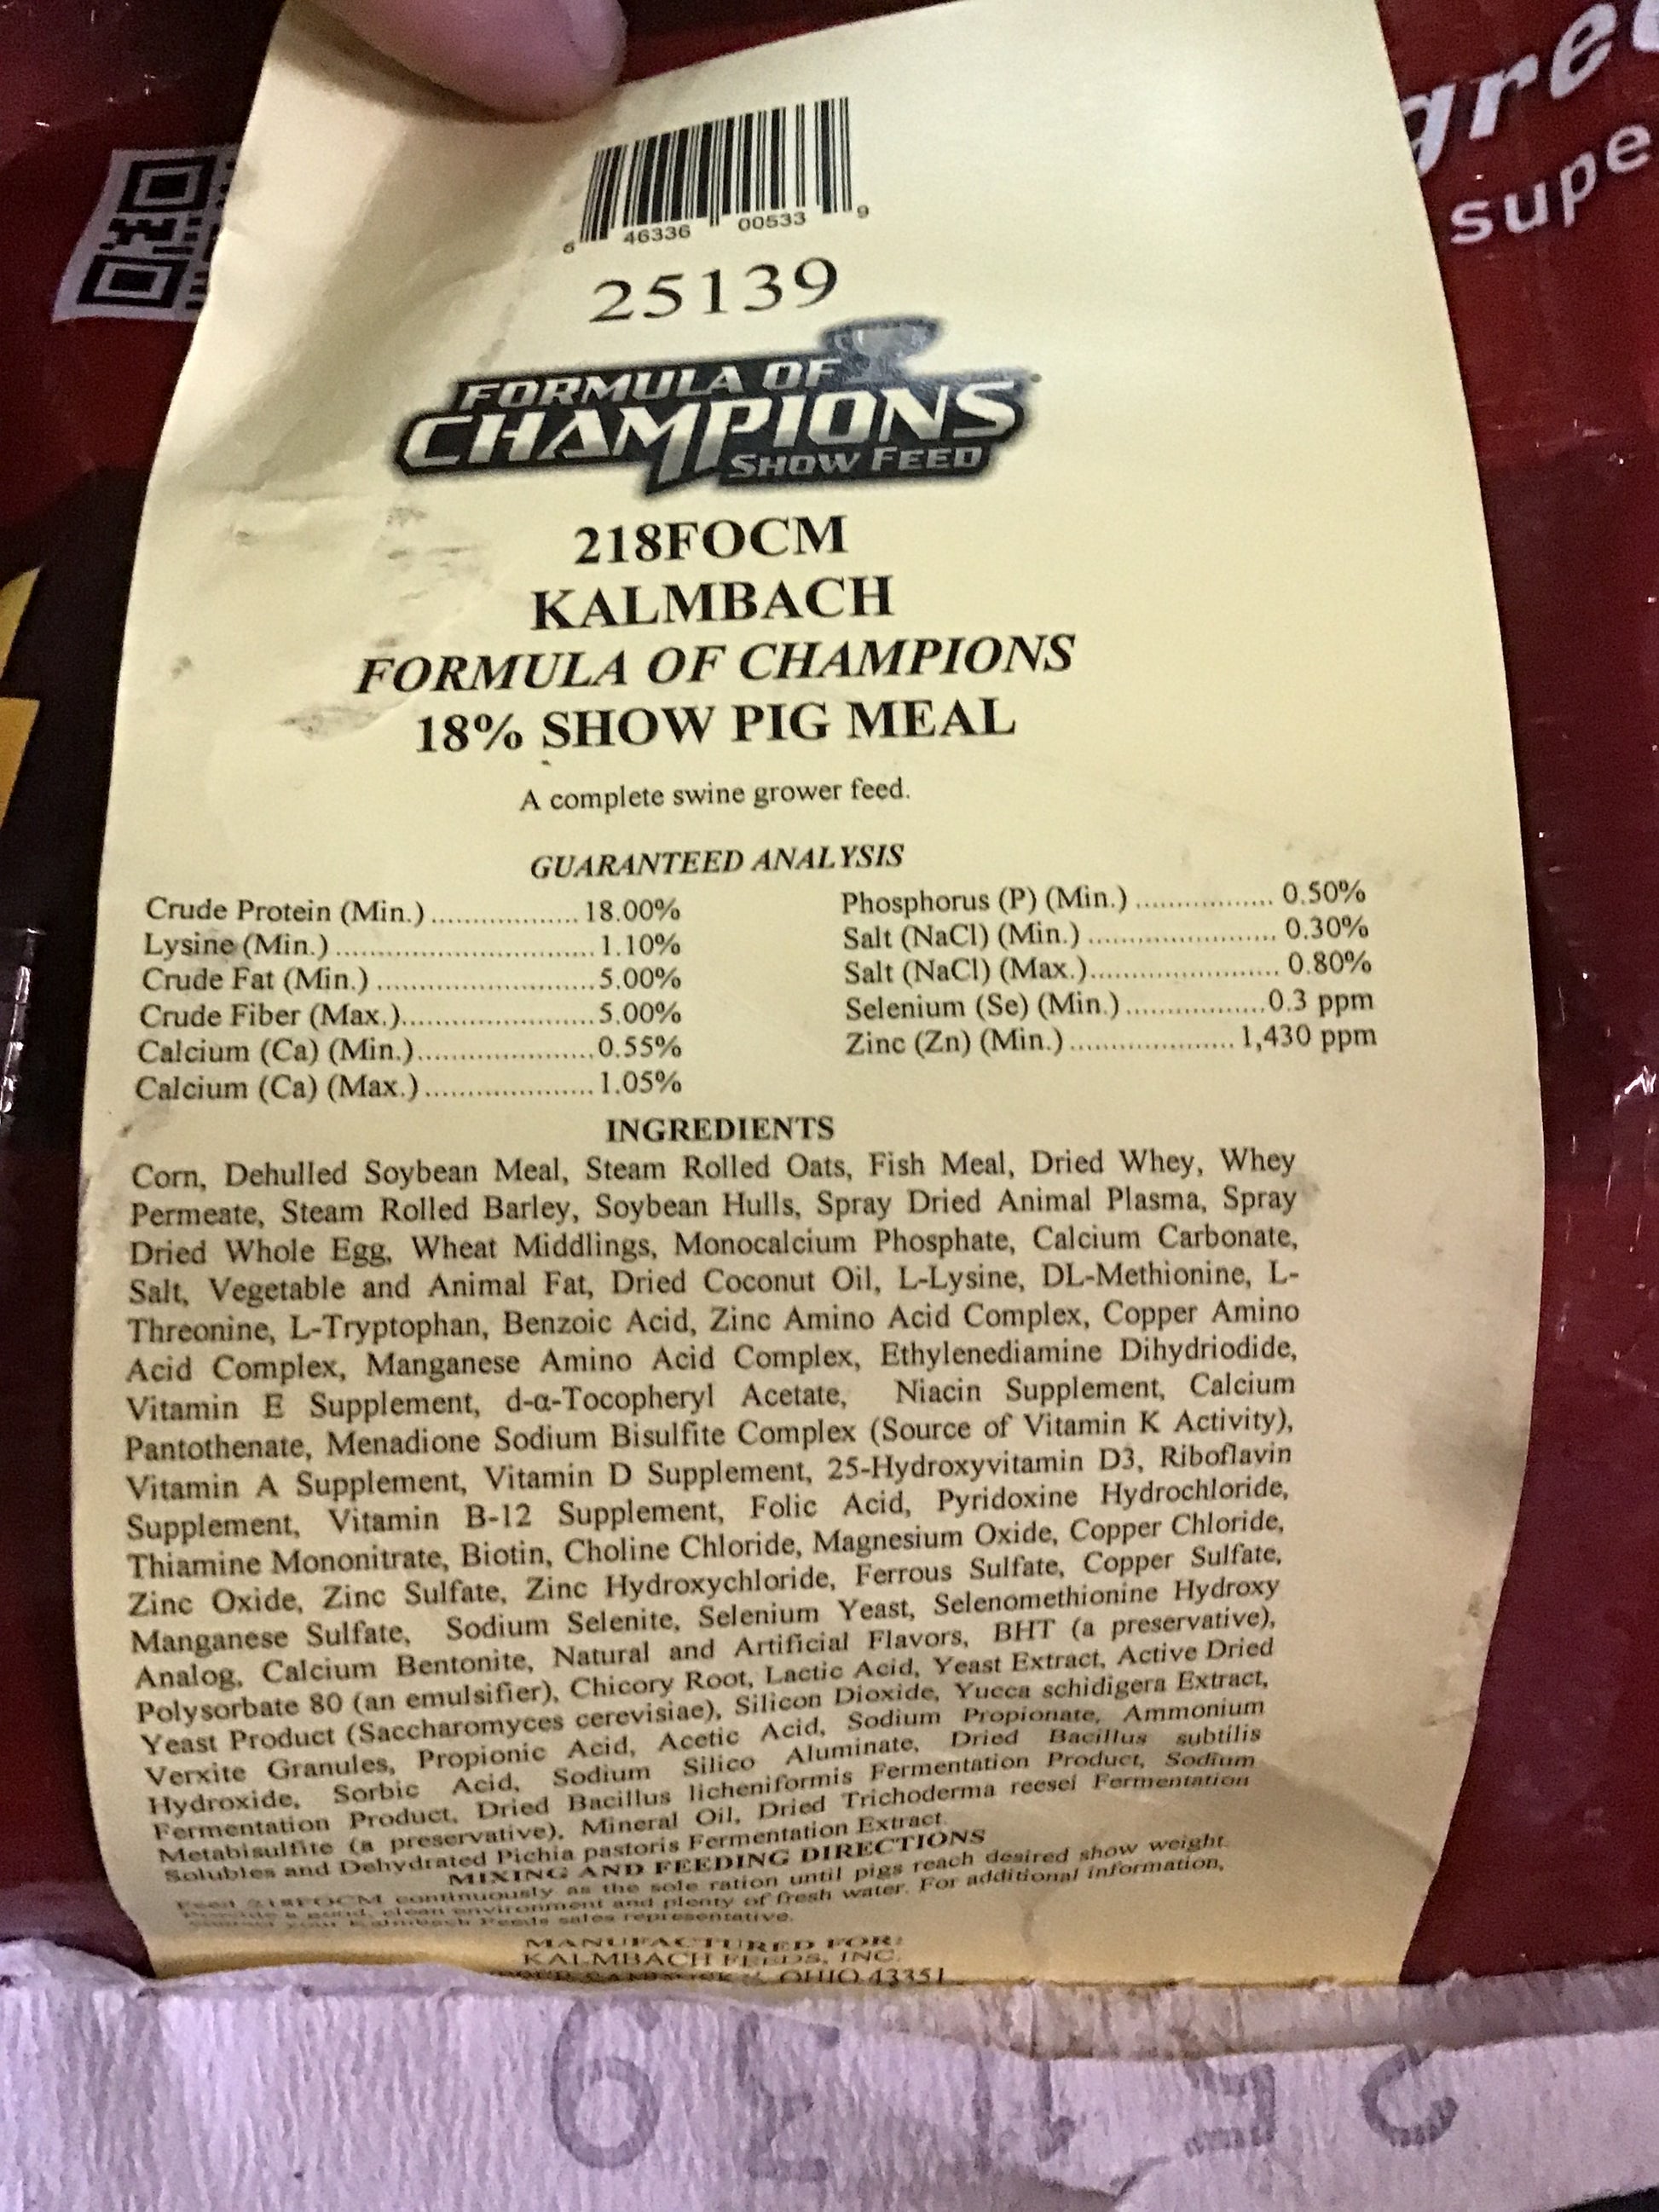 gre
supe
6 46336 00533 9
25139
FORMULA OF
CHAMPIONS
SHOW FEED
218FOCM
KALMBACH
FORMULA OF CHAMPIONS
18% SHOW PIG MEAL
A complete swine grower feed.
GUARANTEED ANALYSIS
Crude Protein (Min.).................. 18.00%
Lysine (Min.)................................ 1.10%
Crude Fat (Min.)........................... 5.00%
Crude Fiber (Max.)........................ 5.00%
Calcium (Ca) (Min.)...................... 0.55%
Calcium (Ca) (Max.)..................... 1.05%
Phosphorus (P) (Min.)................. 0.50%
Salt (NaCl) (Min.)........................ 0.30%
Salt (NaCl) (Max.)........................ 0.80%
Selenium (Se) (Min.).................0.3 ppm
Zinc (Zn) (Min.).................... 1,430 ppm
INGREDIENTS
Corn, Dehulled Soybean Meal, Steam Rolled Oats, Fish Meal, Dried Whey, Whey
Permeate, Steam Rolled Barley, Soybean Hulls, Spray Dried Animal Plasma, Spray
Dried Whole Egg, Wheat Middlings, Monocalcium Phosphate, Calcium Carbonate,
Salt, Vegetable and Animal Fat, Dried Coconut Oil, L-Lysine, DL-Methionine, L-
Threonine, L-Tryptophan, Benzoic Acid, Zinc Amino Acid Complex, Copper Amino
Acid Complex, Manganese Amino Acid Complex, Ethylenediamine Dihydriodide,
Vitamin E Supplement, d-α-Tocopheryl Acetate, Niacin Supplement, Calcium
Pantothenate, Menadione Sodium Bisulfite Complex (Source of Vitamin K Activity),
Vitamin A Supplement, Vitamin D Supplement, 25-Hydroxyvitamin D3, Riboflavin
Supplement, Vitamin B-12 Supplement, Folic Acid, Pyridoxine Hydrochloride,
Thiamine Mononitrate, Biotin, Choline Chloride, Magnesium Oxide, Copper Chloride,
Zinc Oxide, Zinc Sulfate, Zinc Hydroxychloride, Ferrous Sulfate, Copper Sulfate,
Manganese Sulfate, Sodium Selenite, Selenium Yeast, Selenomethionine Hydroxy
Analog, Calcium Bentonite, Natural and Artificial Flavors, BHT (a preservative),
Polysorbate 80 (an emulsifier), Chicory Root, Lactic Acid, Yeast Extract, Active Dried
Yeast Product (Saccharomyces cerevisiae), Silicon Dioxide, Yucca schidigera Extract,
Verxite Granules, Propionic Acid, Acetic Acid, Sodium Propionate, Ammonium
Hydroxide, Sorbic Acid, Sodium Silico Aluminate, Dried Bacillus subtilis
Fermentation Product, Dried Bacillus licheniformis Fermentation Product, Sodium
Metabisulfite (a preservative), Mineral Oil, Dried Trichoderma reesei Fermentation
Solubles and Dehydrated Pichia pastoris Fermentation Extract.
MIXING AND FEEDING DIRECTIONS
Feed 218FOCM continuously as the sole ration until pigs reach desired show weight.
Provide a good, clean environment and plenty of fresh water. For additional information,
contact your Kalmbach Feeds sales representative.
MANUFACTURED FOR:
KALMBACH FEEDS, INC.
OHIO 43351
25139